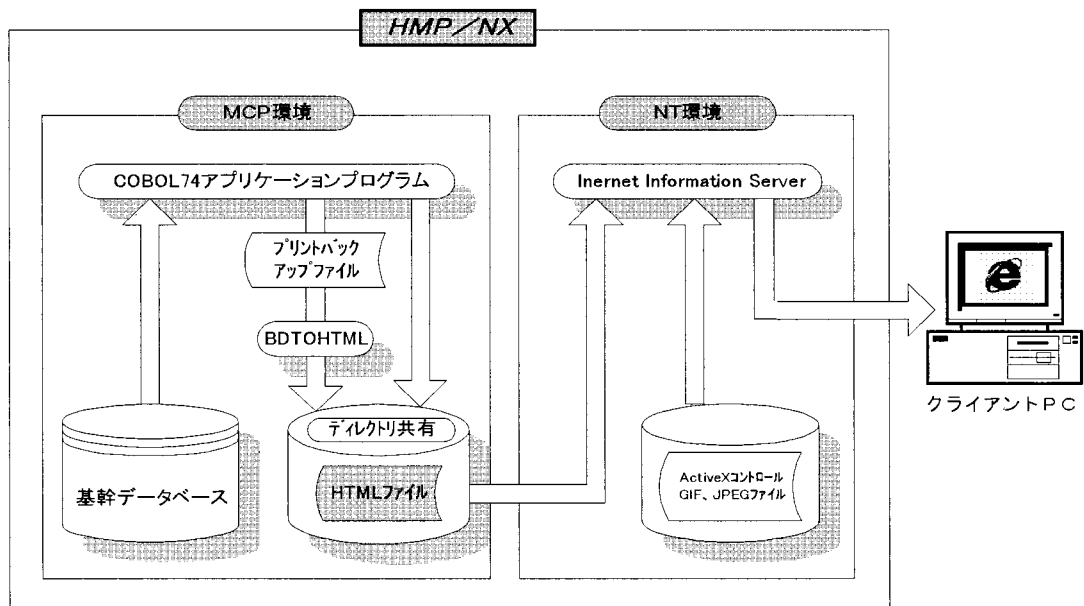 HMP/NX
MCP環境
NT環境
COBOL74アプリケーションプログラム
Inernet Information Server
プリントバック
アップファイル
BDTOHTML
ディレクトリ共有
基幹データベース
HTMLファイル
ActiveXコントロール
GIF、JPEGファイル
クライアントPC